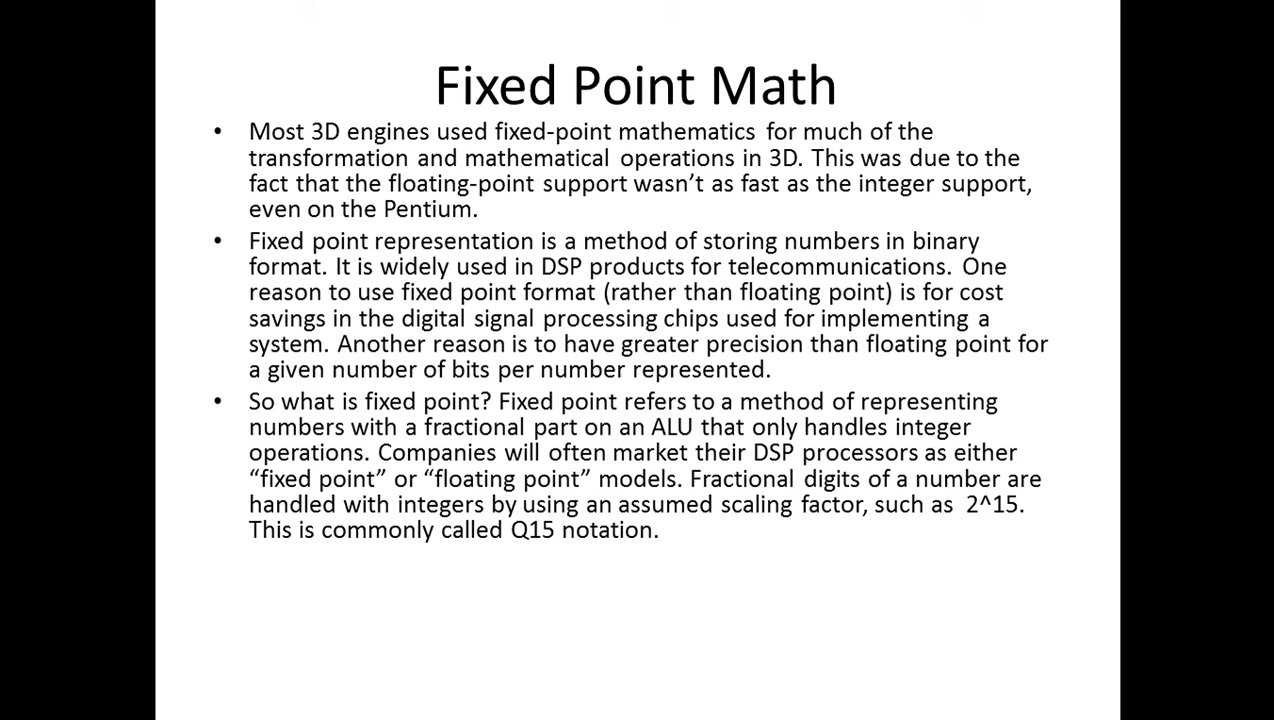 Fixed Point Math
• Most 3D engines used fixed-point mathematics for much of the
transformation and mathematical operations in 3D. This was due to the
fact that the floating-point support wasn’t as fast as the integer support,
even on the Pentium.
• Fixed point representation is a method of storing numbers in binary
format. It is widely used in DSP products for telecommunications. One
reason to use fixed point format (rather than floating point) is for cost
savings in the digital signal processing chips used for implementing a
system. Another reason is to have greater precision than floating point for
a given number of bits per number represented.
• So what is fixed point? Fixed point refers to a method of representing
numbers with a fractional part on an ALU that only handles integer
operations. Companies will often market their DSP processors as either
“fixed point” or “floating point” models. Fractional digits of a number are
handled with integers by using an assumed scaling factor, such as 2^15.
This is commonly called Q15 notation.